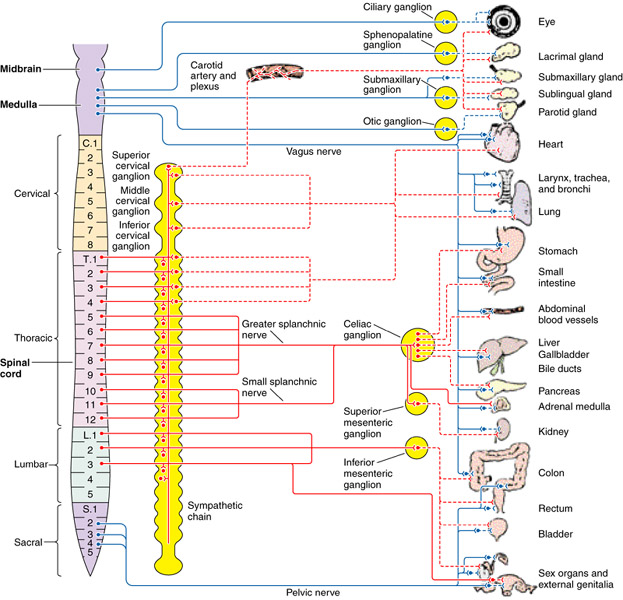 Ciliary ganglion
Eye
Sphenopalatine
ganglion
Lacrimal gland
Midbrain
Carotid
artery and
plexus
Submaxillary
ganglion
Submaxillary gland
Sublingual gland
Medulla
Otic ganglion
Parotid gland
Vagus nerve
Heart
C.1
2
3
4
5
6
7
8
Cervical
Superior
cervical
ganglion
Middle
cervical
ganglion
Inferior
cervical
ganglion
Larynx, trachea,
and bronchi
Lung
Stomach
Small
intestine
T.1
2
3
4
5
6
7
8
9
10
11
12
Thoracic
Spinal
cord
Greater splanchnic
nerve
Celiac
ganglion
Abdominal
blood vessels
Liver
Gallbladder
Bile ducts
Small splanchnic
nerve
Pancreas
Adrenal medulla
Superior
mesenteric
ganglion
Kidney
L.1
2
3
4
5
Lumbar
Inferior
mesenteric
ganglion
Colon
Sympathetic
chain
Rectum
S.1
2
3
4
5
Sacral
Bladder
Sex organs and
external genitalia
Pelvic nerve